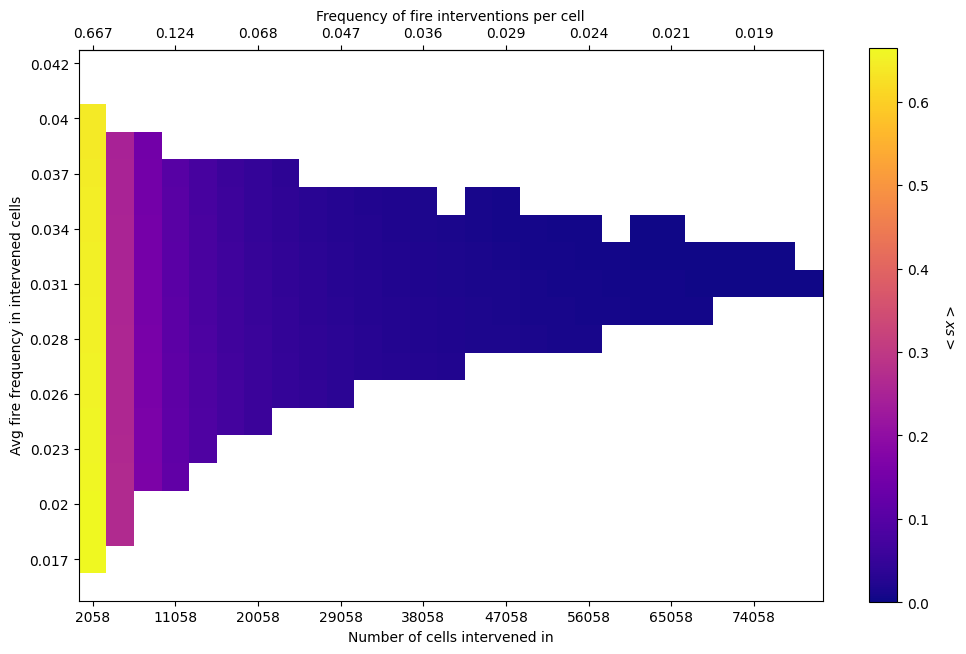 Frequency of fire interventions per cell
0.667 0.124 0.068 0.047 0.036 0.029 0.024 0.021 0.019
Avg fire frequency in intervened cells
0.042
0.04
0.037
0.034
0.031
0.028
0.026
0.023
0.02
0.017
2058 11058 20058 29058 38058 47058 56058 65058 74058
Number of cells intervened in
0.6
0.5
0.4
0.3
0.2
0.1
0.0
< sx >